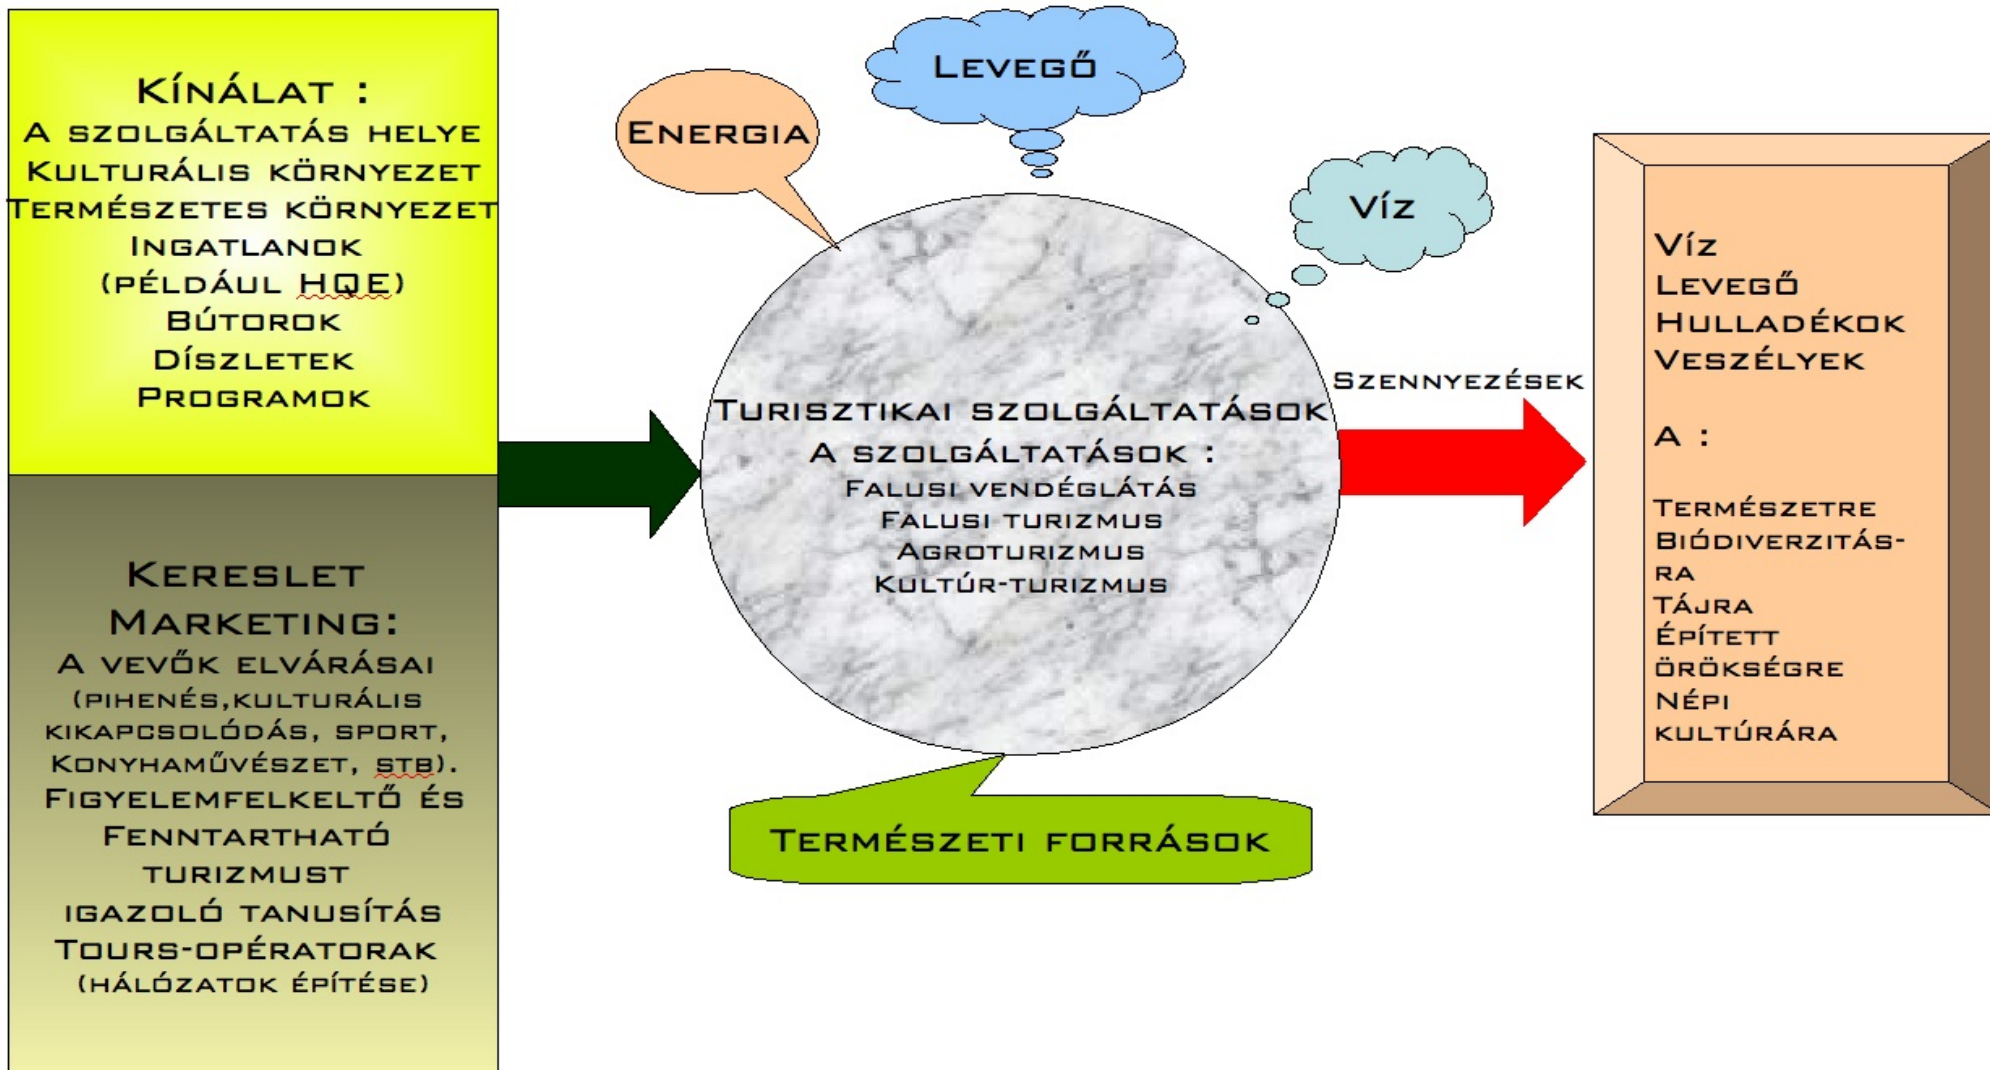 Kínálat :
A szolgáltatás helye
Kulturális környezet
Természetes környezet
Ingatlanok
(például HQE)
Bútorok
Díszletek
Programok
Kereslet
Marketing:
A vevők elvárásai
(pihenés,kulturális
kikapcsolódás, sport,
Konyhaművészet, stb).
Figyelemfelkeltő és
Fenntartható
turizmust
igazoló tanusítás
Tours-opératorak
(hálózatok építése)
Energia
Levegő
Víz
Turisztikai szolgáltatások
A szolgáltatások :
Falusi vendéglátás
Falusi turizmus
Agroturizmus
Kultúr-turizmus
Természeti források
Szennyezések
Víz
Levegő
Hulladékok
Veszélyek
A :
Természetre
Biódiverzitás-
ra
Tájra
Épített
örökségre
Népi
kultúrára